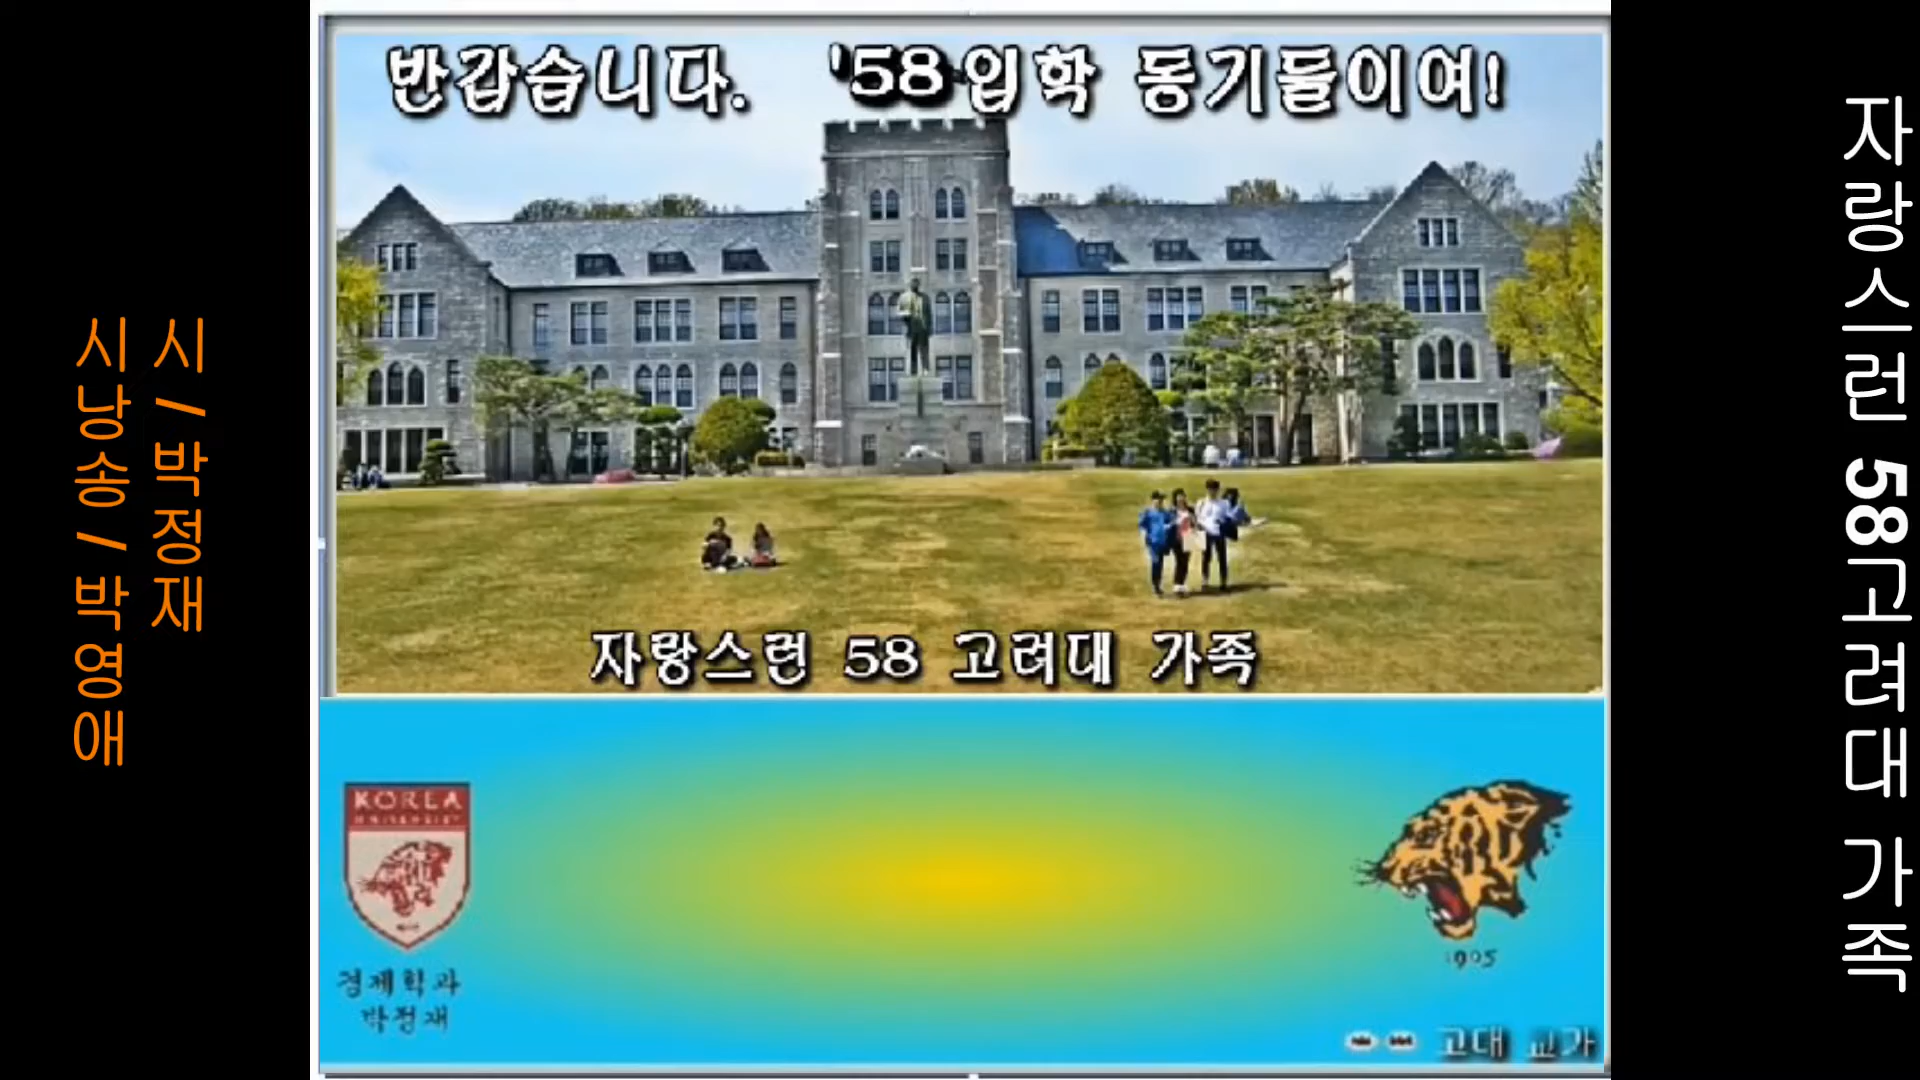 반갑습니다. '58 입학 동기들이여!
자랑스런 58 고려대 가족
시 / 박정재
시낭송 / 박영애
자랑스런 58고려대 가족
KOREA
UNIVERSITY
경제학과
박정재
1905
고대 교가